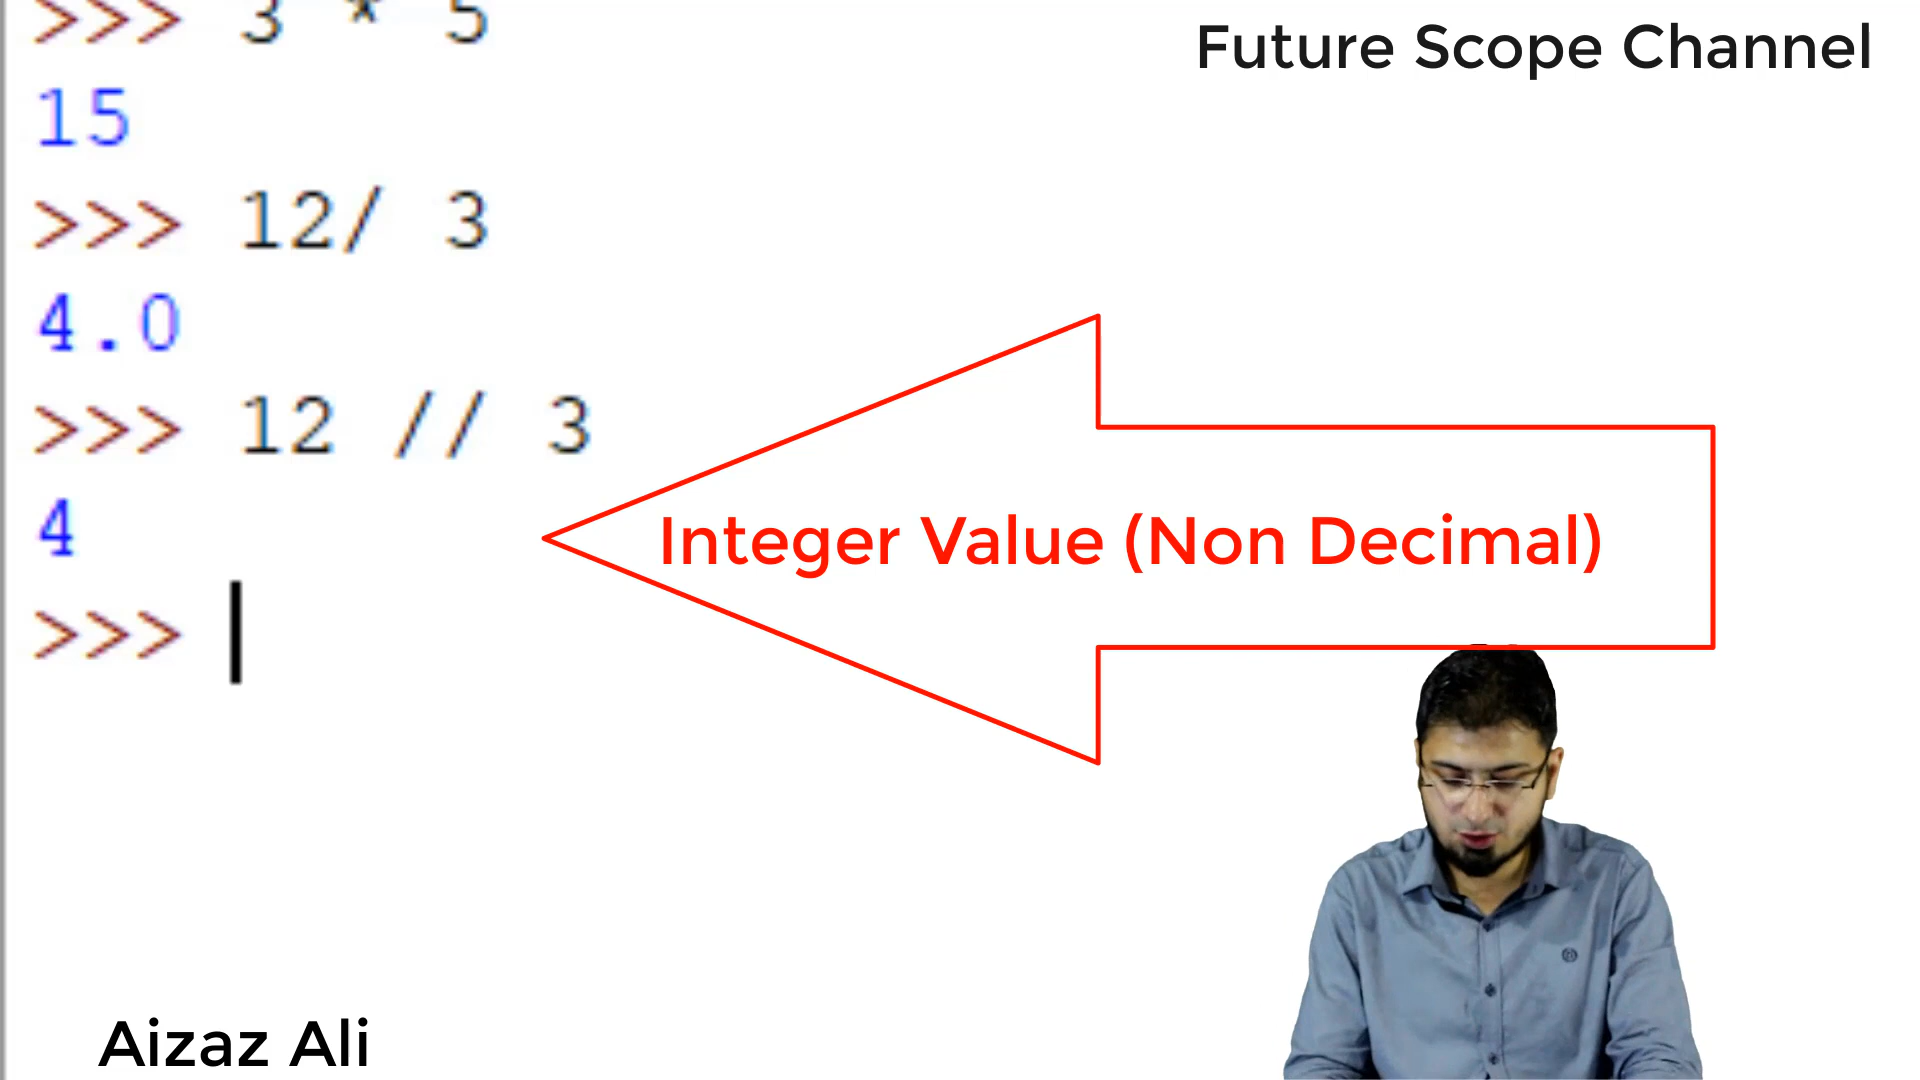 >>> 3 * 5
Future Scope Channel
15
>>> 12/ 3
4.0
>>> 12 // 3
4
Integer Value (Non Decimal)
>>>
Aizaz Ali